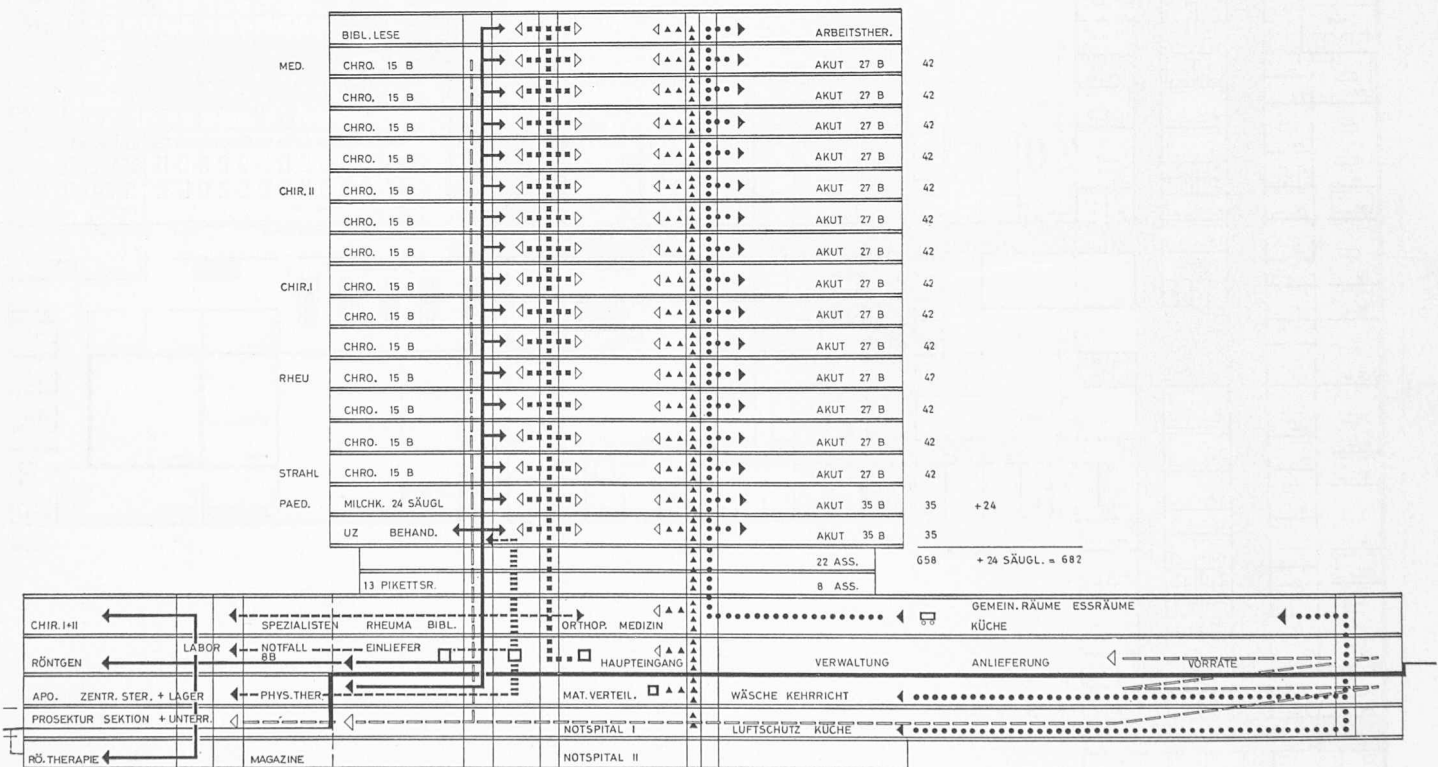 BIBL. LESE ARBEITSTHER.
MED. CHRO. 15 B AKUT 27 B 42
CHRO. 15 B AKUT 27 B 42
CHRO. 15 B AKUT 27 B 42
CHRO. 15 B AKUT 27 B 42
CHIR. II CHRO. 15 B AKUT 27 B 42
CHRO. 15 B AKUT 27 B 42
CHRO. 15 B AKUT 27 B 42
CHIR. I CHRO. 15 B AKUT 27 B 42
CHRO. 15 B AKUT 27 B 42
CHRO. 15 B AKUT 27 B 42
RHEU CHRO. 15 B AKUT 27 B 47
CHRO. 15 B AKUT 27 B 42
CHRO. 15 B AKUT 27 B 42
STRAHL CHRO. 15 B AKUT 27 B 42
PAED. MILCHK. 24 SÄUGL AKUT 35 B 35 +24
UZ BEHAND. AKUT 35 B 35
22 ASS. 658 + 24 SÄUGL. = 682
13 PIKETTSR. 8 ASS.
CHIR. I+II SPEZIALISTEN RHEUMA BIBL. ORTHOP. MEDIZIN GEMEIN. RÄUME ESSRÄUME
KÜCHE
LABOR NOTFALL EINLIEFER
8B
RÖNTGEN HAUPTEINGANG VERWALTUNG ANLIEFERUNG VORRÄTE
APO. ZENTR. STER. + LAGER PHYS. THER. MAT. VERTEIL. WÄSCHE KEHRRICHT
PROSEKTUR SEKTION + UNTERR. NOTSPITAL I LUFTSCHUTZ KÜCHE
RÖ. THERAPIE MAGAZINE NOTSPITAL II